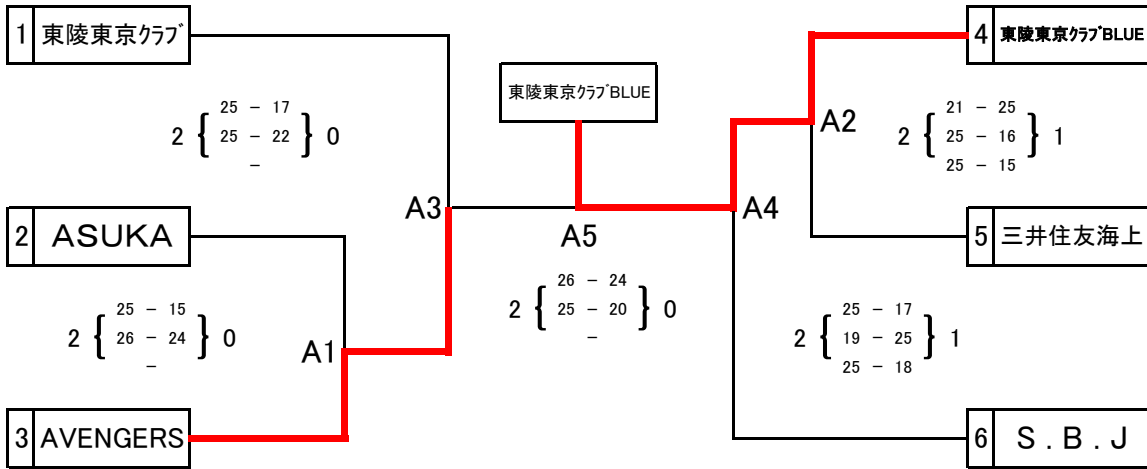 1 東陵東京ｸﾗﾌﾞ
4 東陵東京ｸﾗﾌﾞBLUE
東陵東京ｸﾗﾌﾞBLUE
2 { 25 － 17
25 － 22
－ } 0
A2
2 { 21 － 25
25 － 16
25 － 15 } 1
A3
A4
2 ASUKA
A5
5 三井住友海上
2 { 25 － 15
26 － 24
－ } 0
A1
2 { 26 － 24
25 － 20
－ } 0
2 { 25 － 17
19 － 25
25 － 18 } 1
3 AVENGERS
6 Ｓ．Ｂ．Ｊ